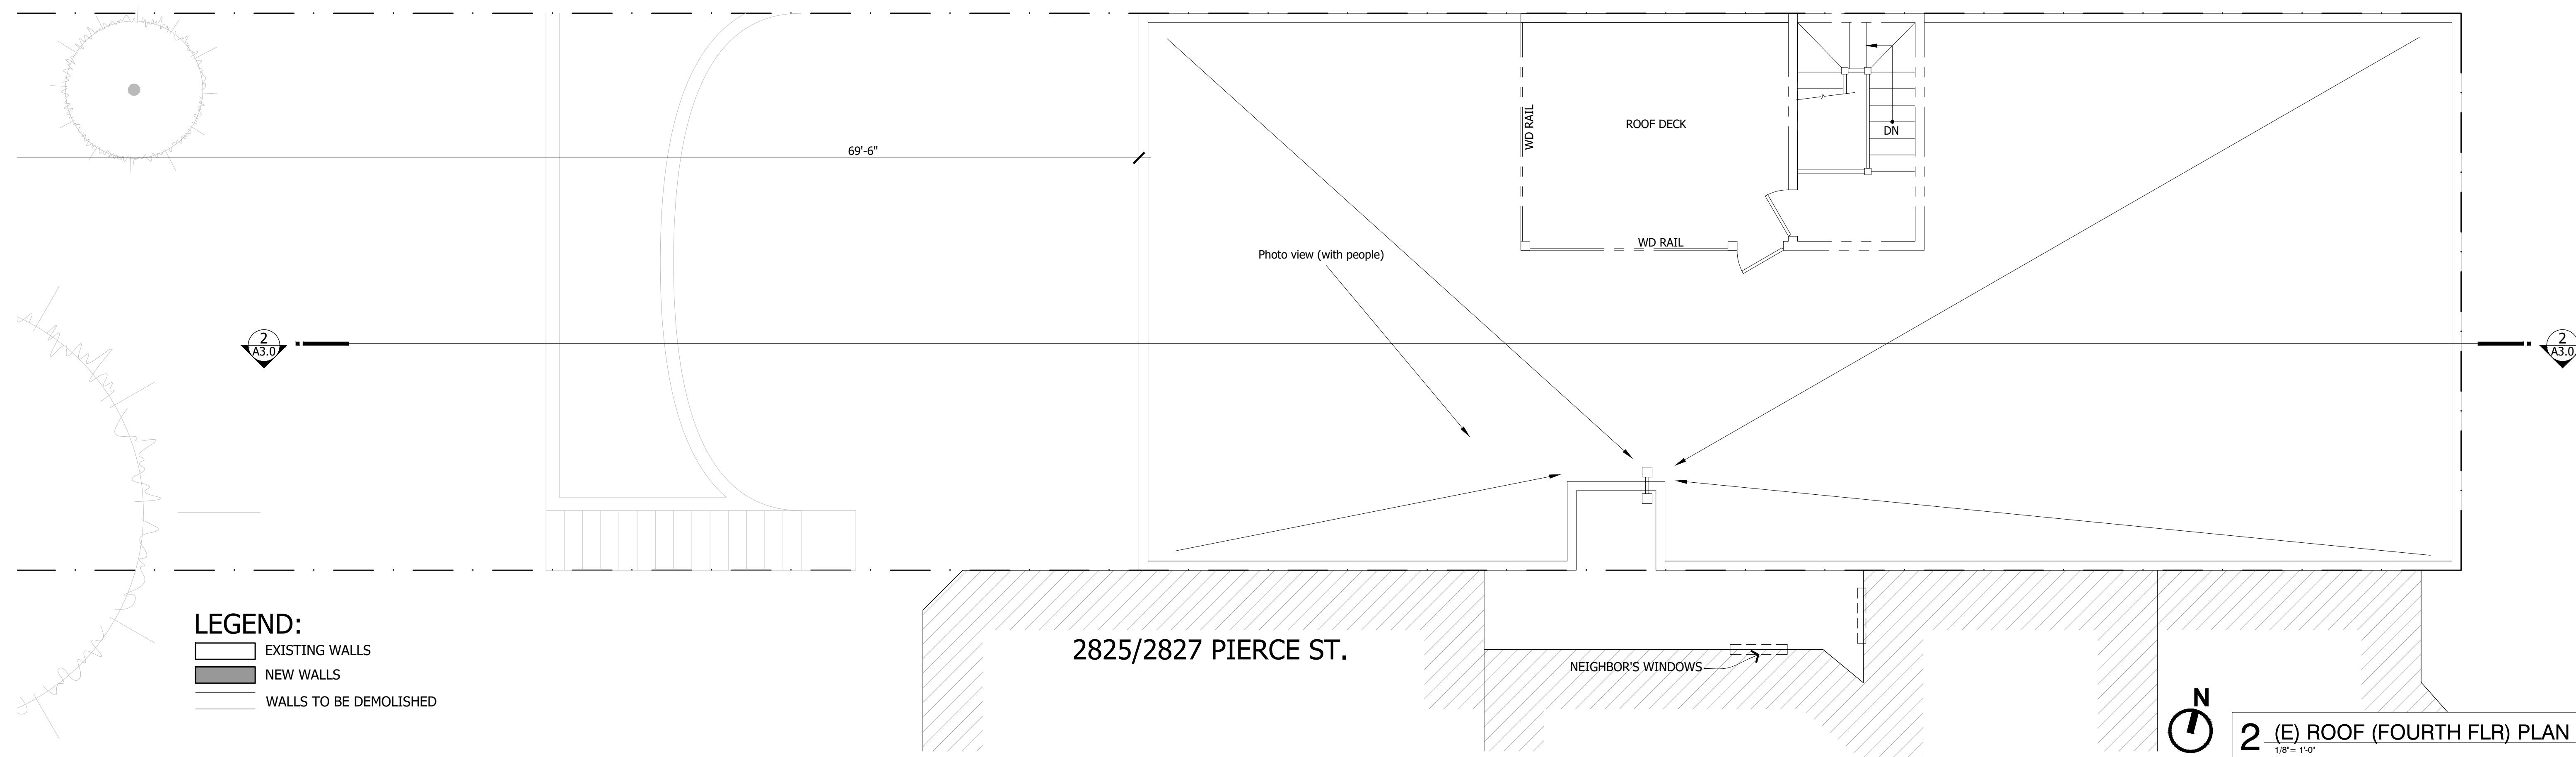 WD RAIL
ROOF DECK
DN
69'-6"
WD RAIL
Photo view (with people)
2
A3.0
2
A3.0
LEGEND:
EXISTING WALLS
NEW WALLS
WALLS TO BE DEMOLISHED
2825/2827 PIERCE ST.
NEIGHBOR'S WINDOWS
N
2
(E) ROOF (FOURTH FLR) PLAN
1/8"= 1'-0"